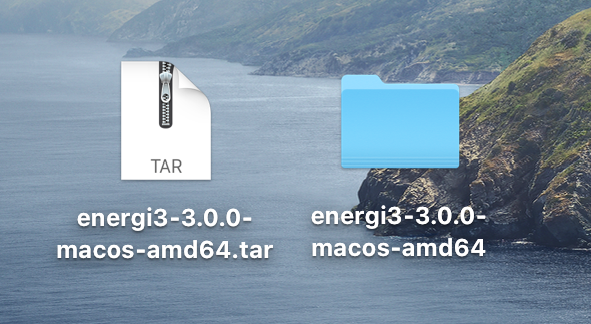 TAR
energi3-3.0.0-
macos-amd64.tar
energi3-3.0.0-
macos-amd64